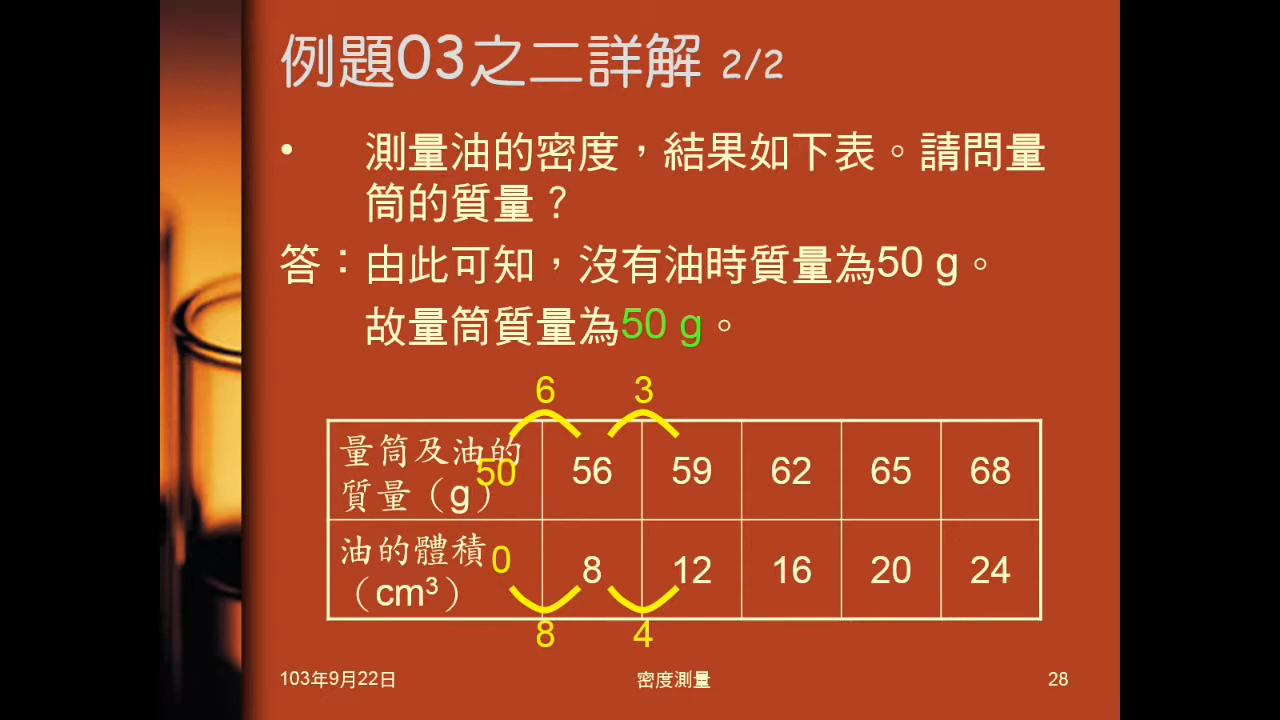 例題03之二詳解 2/2
• 測量油的密度，結果如下表。請問量
筒的質量？
答：由此可知，沒有油時質量為50 g。
故量筒質量為50 g。
6 3
量筒及油的
質量（g）
50 56 59 62 65 68
油的體積
（cm³）
0 8 12 16 20 24
8 4
103年9月22日 密度測量 28